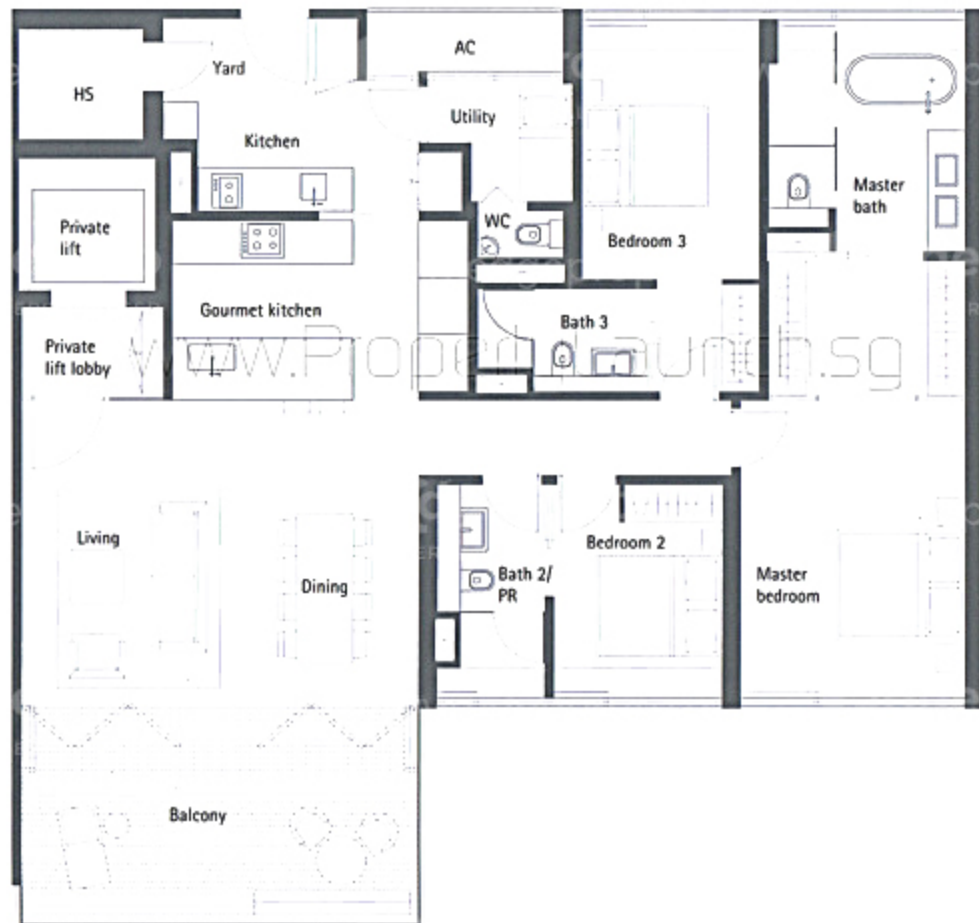 AC
Yard
HS
Utility
Kitchen
Master
bath
WC
Private
lift
Bedroom 3
Gourmet kitchen
Bath 3
Private
lift lobby
www.PropertyLaunch.sg
Living
Bedroom 2
Bath 2/
PR
Dining
Master
bedroom
Balcony